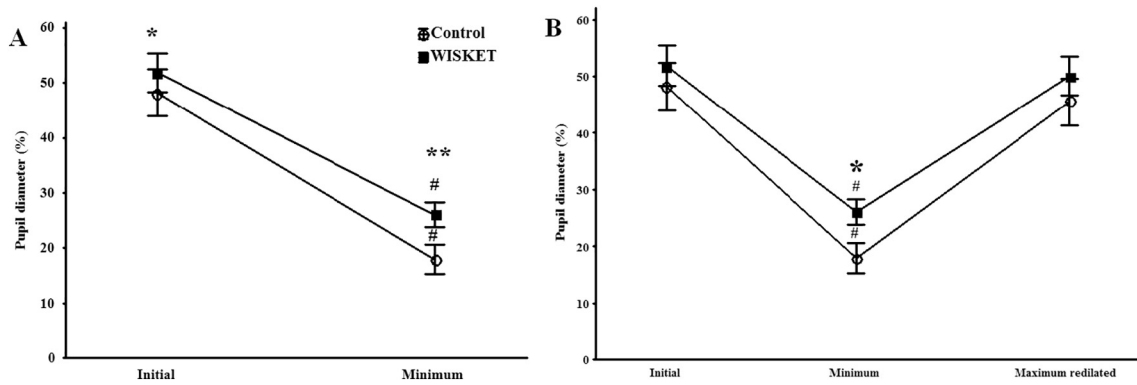 A
Pupil diameter (%)
60
50
40
30
20
10
0
*
Control
WISKET
**
#
#
Initial
Minimum
B
Pupil diameter (%)
60
50
40
30
20
10
0
*
#
#
Initial
Minimum
Maximum redilated